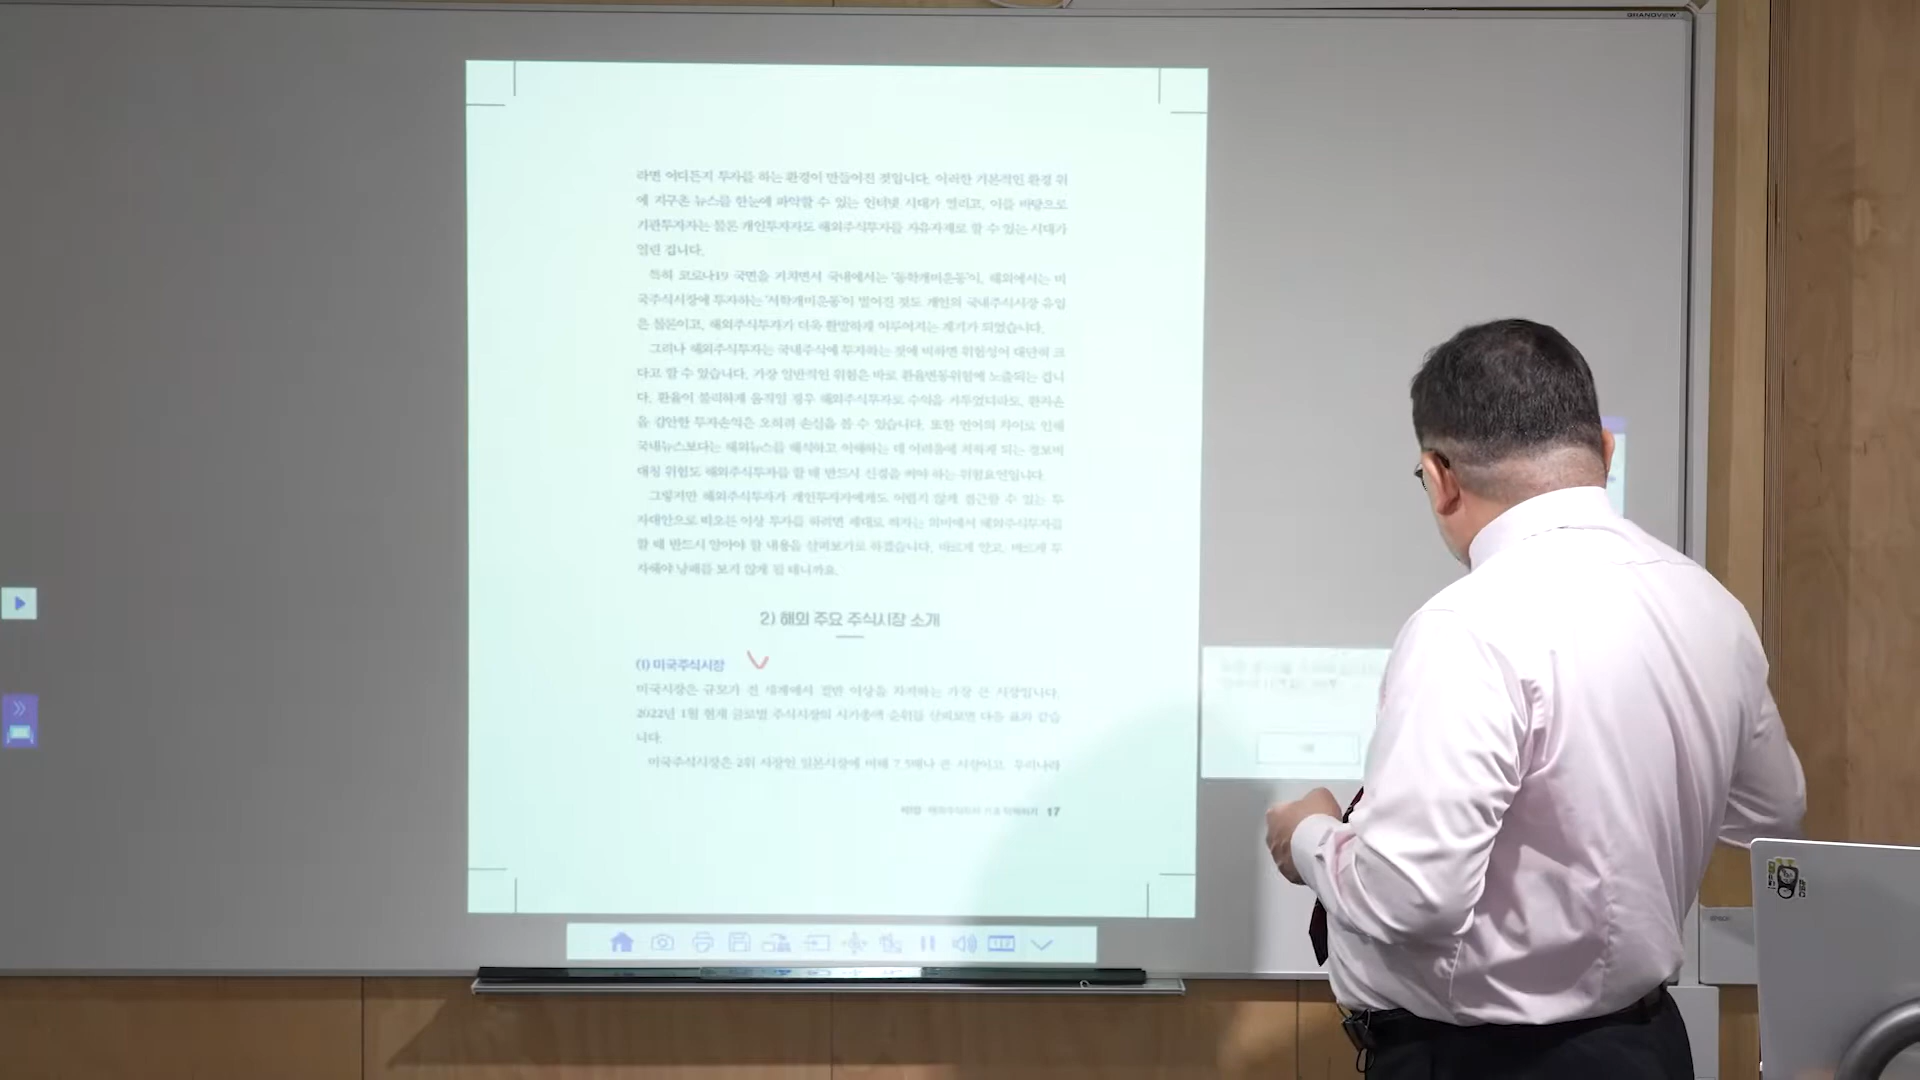 GRANDVIEW
라면 어디든지 투자를 하는 환경이 만들어진 것입니다. 이러한 기본적인 환경 위
에 지구촌 뉴스를 한눈에 파악할 수 있는 인터넷 시대가 열리고, 이를 바탕으로
기관투자자는 물론 개인투자자도 해외주식투자를 자유자재로 할 수 있는 시대가
열린 겁니다.
특히 코로나19 국면을 거치면서 국내에서는 '동학개미운동'이, 해외에서는 미
국주식시장에 투자하는 '서학개미운동'이 벌어진 것도 개인의 국내주식시장 유입
은 물론이고, 해외주식투자가 더욱 활발하게 이루어지는 계기가 되었습니다.
그러나 해외주식투자는 국내주식에 투자하는 것에 비하면 위험성이 대단히 크
다고 할 수 있습니다. 가장 일반적인 위험은 바로 환율변동위험에 노출되는 겁니
다. 환율이 불리하게 움직일 경우 해외주식투자로 수익을 거두었더라도, 환차손
을 감안한 투자손익은 오히려 손실을 볼 수 있습니다. 또한 언어의 차이로 인해
국내뉴스보다는 해외뉴스를 해석하고 이해하는 데 어려움에 처하게 되는 정보비
대칭 위험도 해외주식투자를 할 때 반드시 신경을 써야 하는 위험요인입니다.
그렇지만 해외주식투자가 개인투자자에게도 어렵지 않게 접근할 수 있는 투
자대안으로 떠오른 이상 투자를 하려면 제대로 하자는 의미에서 해외주식투자를
할 때 반드시 알아야 할 내용을 살펴보기로 하겠습니다. 바르게 알고, 바르게 투
자해야 낭패를 보지 않게 될 테니까요.
2) 해외 주요 주식시장 소개
(1) 미국주식시장
미국시장은 규모가 전 세계에서 절반 이상을 차지하는 가장 큰 시장입니다.
2022년 1월 현재 글로벌 주식시장의 시가총액 순위를 살펴보면 다음 표와 같습
니다.
미국주식시장은 2위 시장인 일본시장에 비해 7.5배나 큰 시장이고, 우리나라
17
EPSON